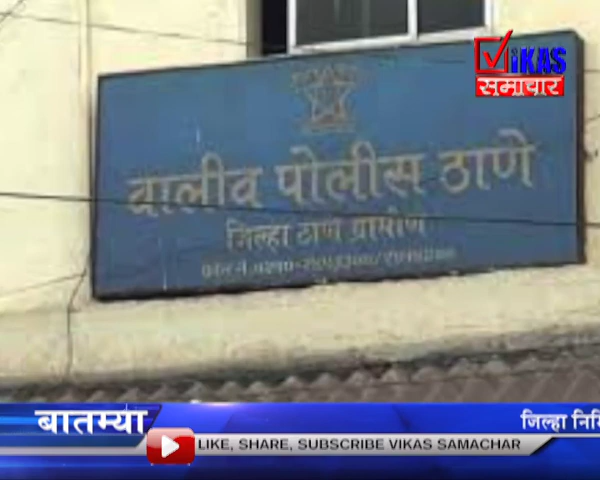 ViKAS
समाचार
वालीव पोलीस ठाणे
जिल्हा ठाणे ग्रामीण
बातम्या
जिल्हा
LIKE, SHARE, SUBSCRIBE VIKAS SAMACHAR